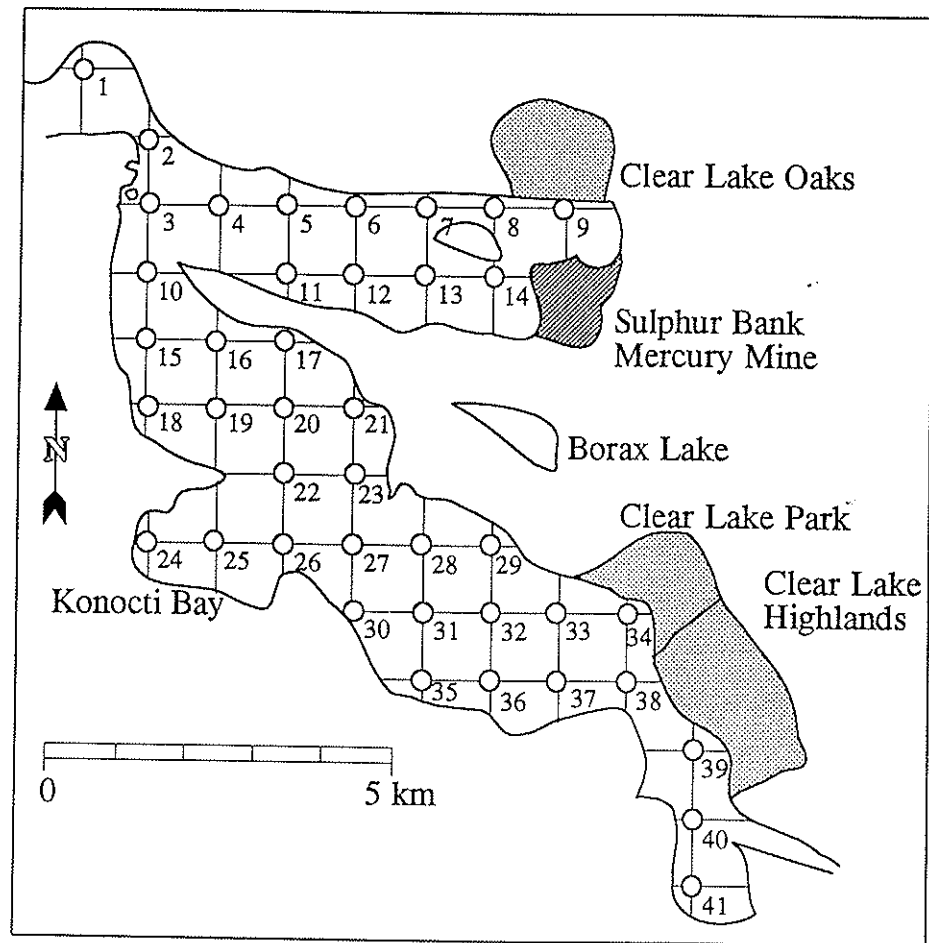 1
2
Clear Lake Oaks
3 4 5 6 7 8 9
10 11 12 13 14
Sulphur Bank
Mercury Mine
15 16 17
18 19 20 21
N
Borax Lake
22 23
Clear Lake Park
24 25 26 27 28 29
Konocti Bay
Clear Lake
Highlands
30 31 32 33 34
35 36 37 38
39
0 5 km
40
41